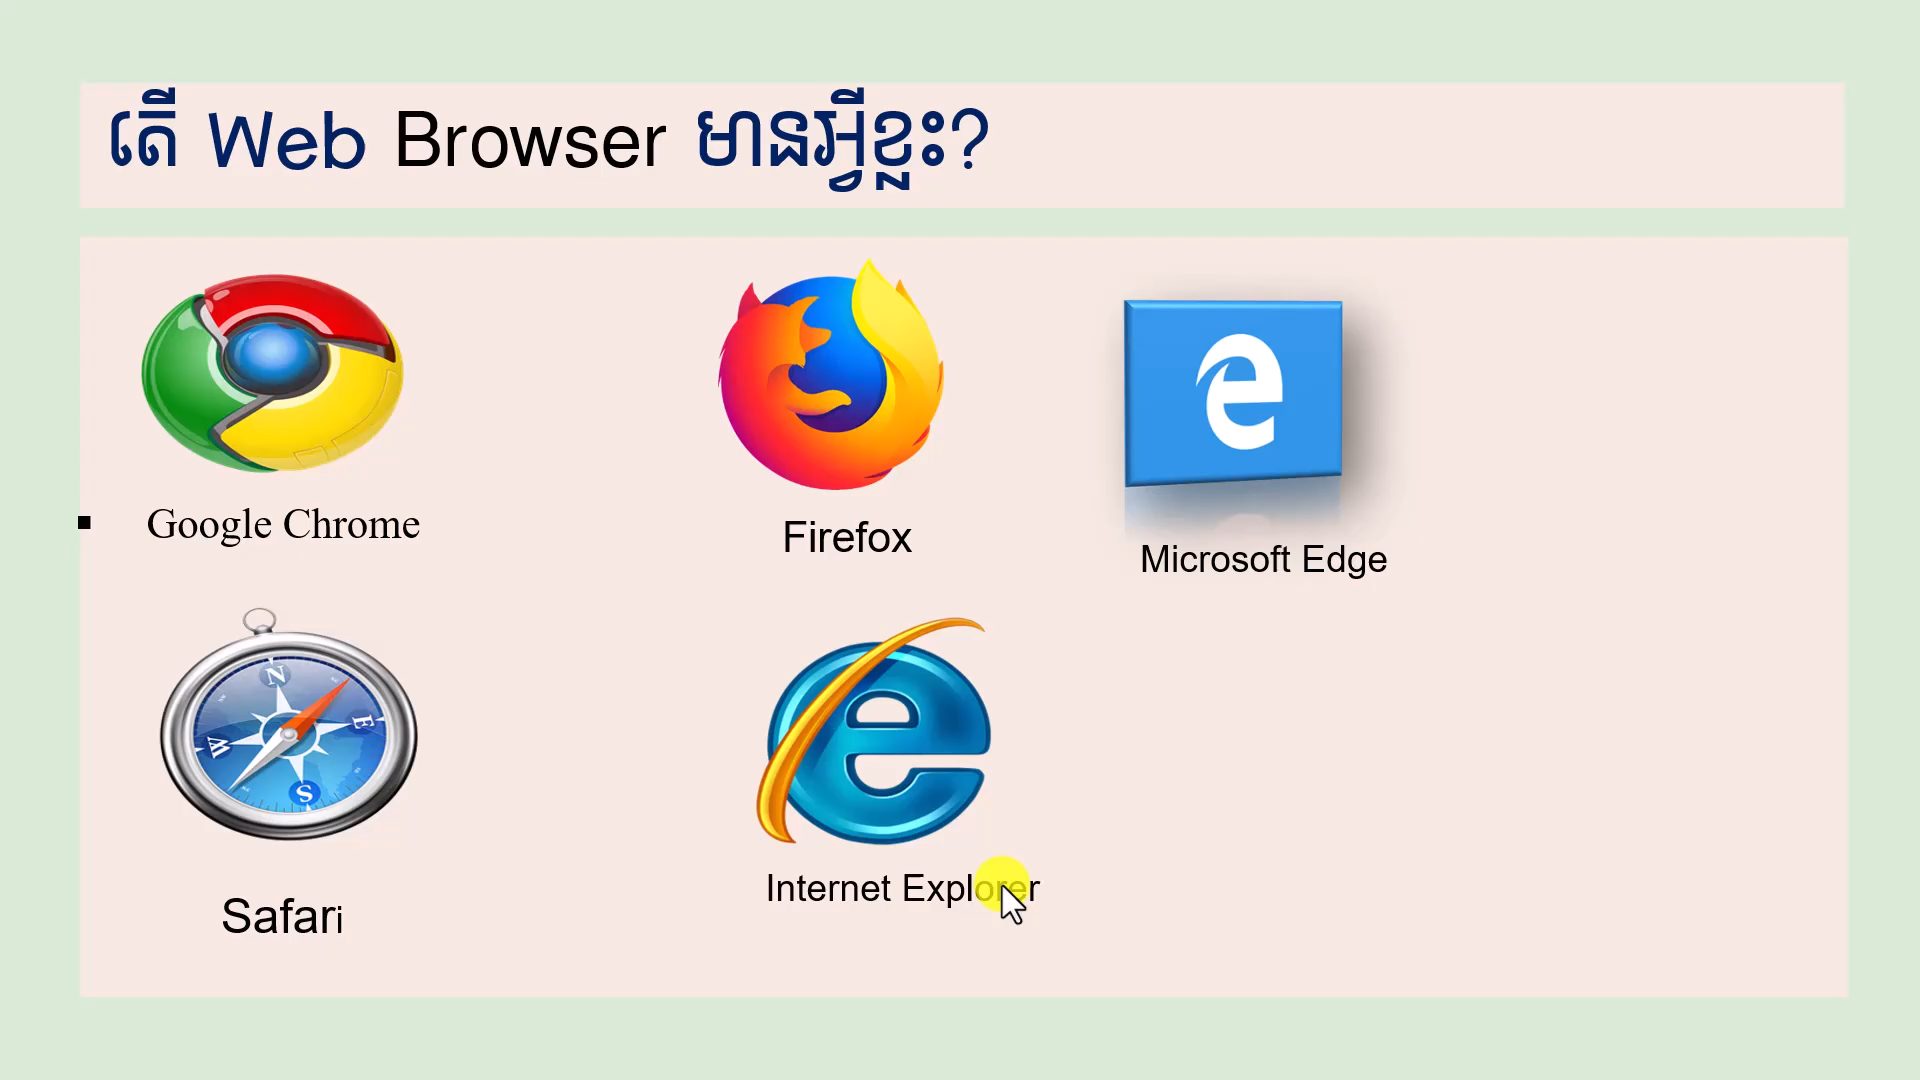 តើ Web Browser មានអ្វីខ្លះ?
Google Chrome
Firefox
Microsoft Edge
N
E
S
W
Safari
Internet Explorer